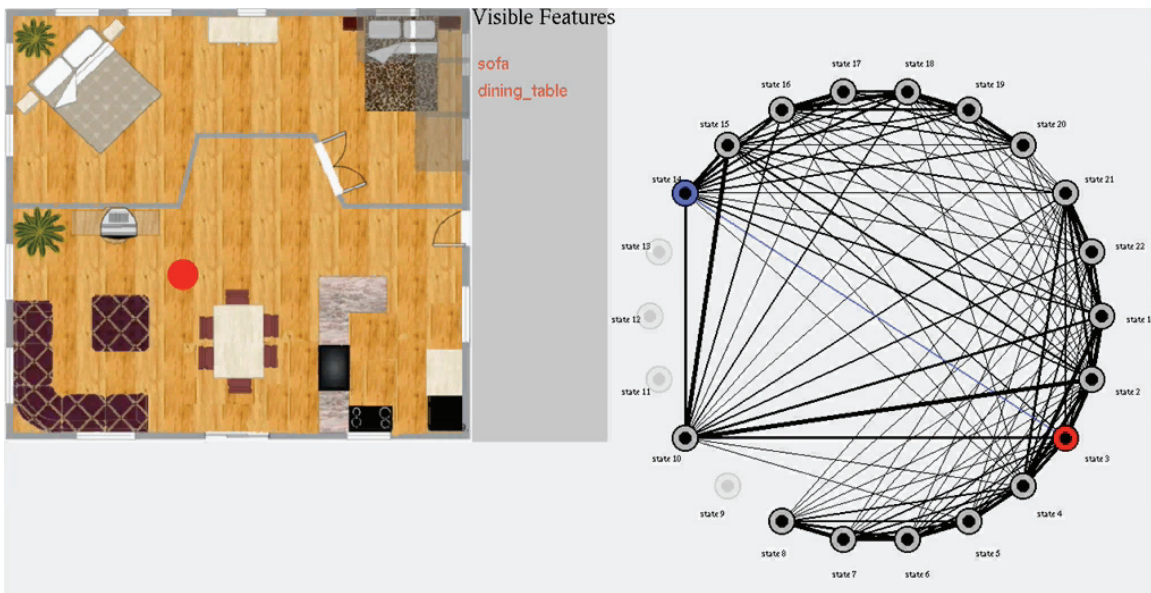 Visible Features
sofa
dining_table
state 17
state 18
state 16
state 19
state 15
state 20
state 14
state 21
state 13
state 22
state 12
state 1
state 11
state 2
state 10
state 3
state 9
state 4
state 8
state 5
state 7
state 6